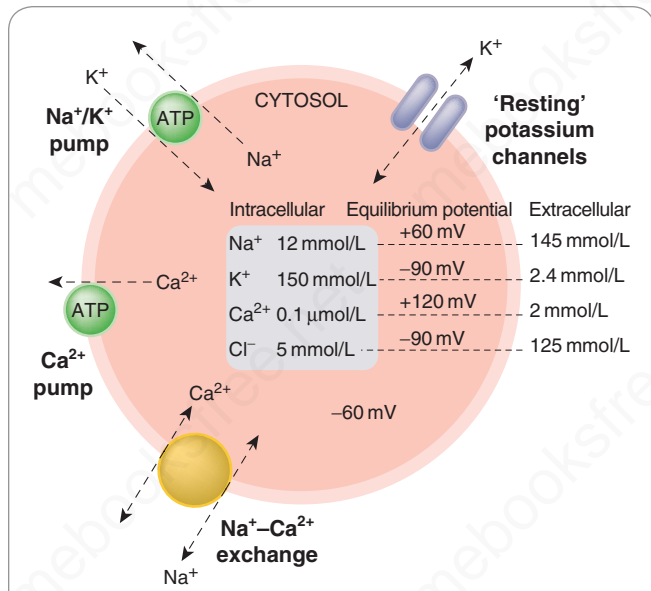 K⁺
Na⁺/K⁺
pump
ATP
Na⁺
CYTOSOL
K⁺
‘Resting’
potassium
channels
Intracellular Equilibrium potential Extracellular
Na⁺ 12 mmol/L +60 mV 145 mmol/L
K⁺ 150 mmol/L −90 mV 2.4 mmol/L
Ca²⁺ 0.1 μmol/L +120 mV 2 mmol/L
Cl⁻ 5 mmol/L −90 mV 125 mmol/L
Ca²⁺
ATP
Ca²⁺
pump
Ca²⁺
−60 mV
Na⁺–Ca²⁺
exchange
Na⁺